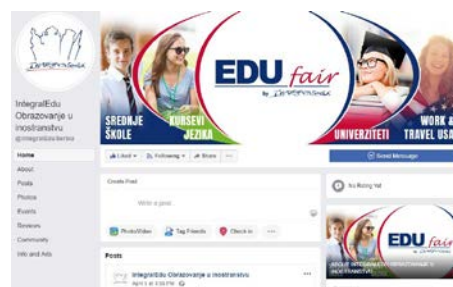 EDU fair
by
SREDNJE
ŠKOLE
KURSEVI
JEZIKA
UNIVERZITETI
WORK &
TRAVEL USA
IntegralEdu
Obrazovanje u
inostranstvu
Home
About
Posts
Photos
Events
Reviews
Community
Info and Ads
Liked
Following
Share
Send Message
Create Post
Write a post...
Photo/Video
Tag Friends
Check in
No Rating Yet
EDU fair
Posts
IntegralEdu Obrazovanje u inostranstvu